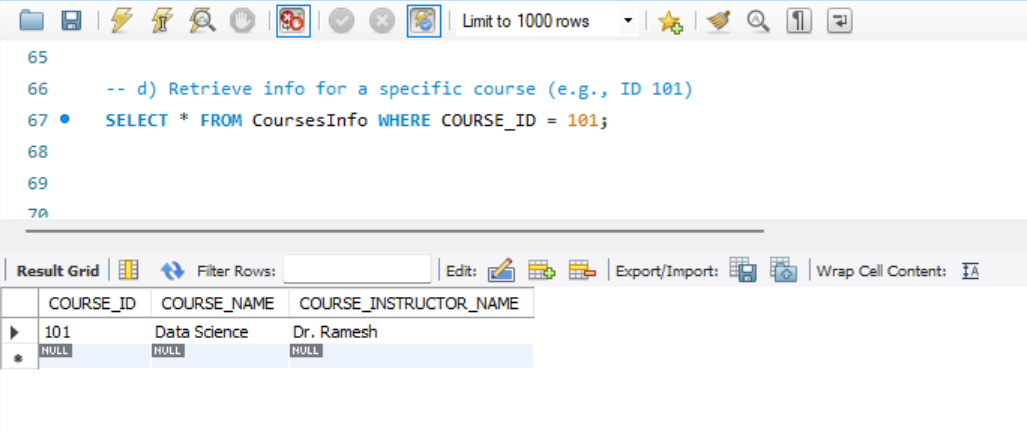 Limit to 1000 rows
65
66 -- d) Retrieve info for a specific course (e.g., ID 101)
67 SELECT * FROM CoursesInfo WHERE COURSE_ID = 101;
68
69
70
Result Grid Filter Rows: Edit: Export/Import: Wrap Cell Content: IA
COURSE_ID COURSE_NAME COURSE_INSTRUCTOR_NAME
101 Data Science Dr. Ramesh
NULL NULL NULL